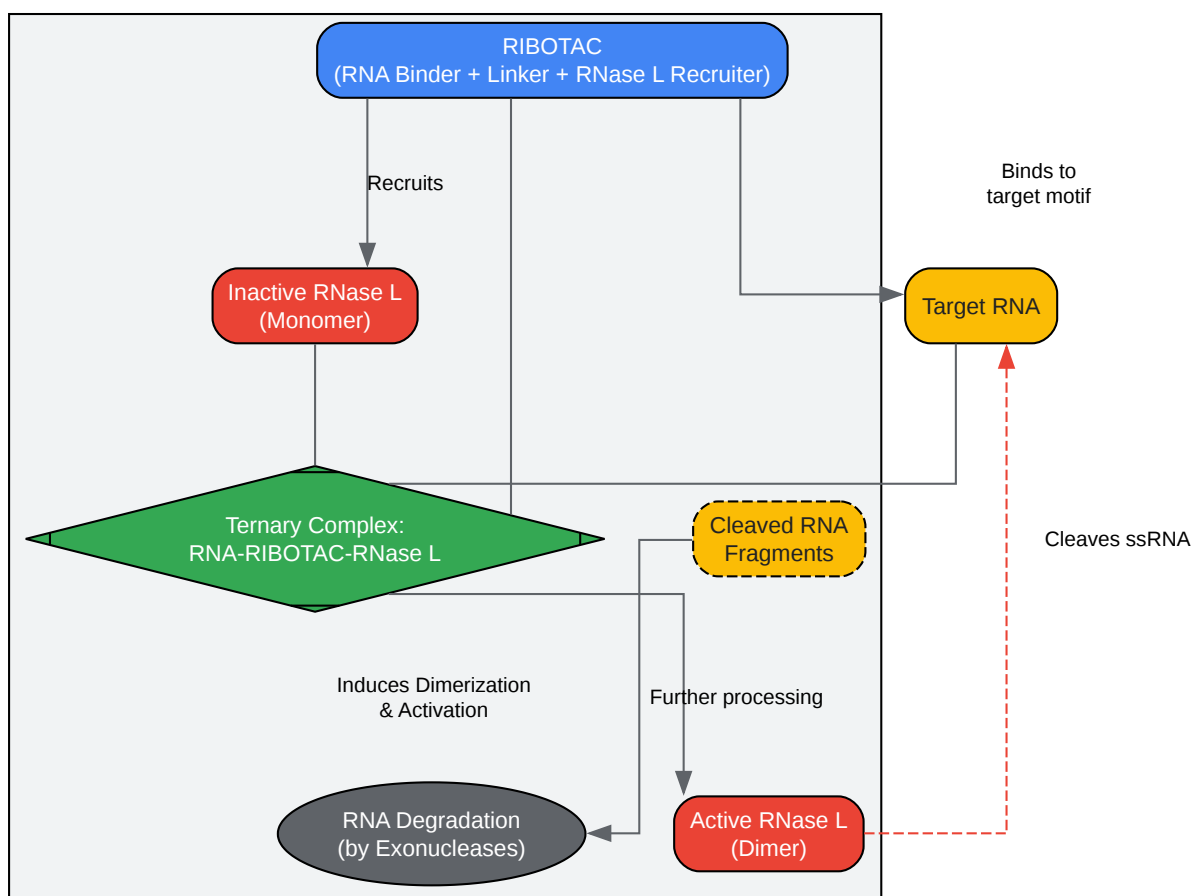 RIBOTAC
(RNA Binder + Linker + RNase L Recruiter)
Recruits
Binds to
target motif
Inactive RNase L
(Monomer)
Target RNA
Ternary Complex:
RNA-RIBOTAC-RNase L
Cleaved RNA
Fragments
Cleaves ssRNA
Induces Dimerization
& Activation
Further processing
RNA Degradation
(by Exonucleases)
Active RNase L
(Dimer)